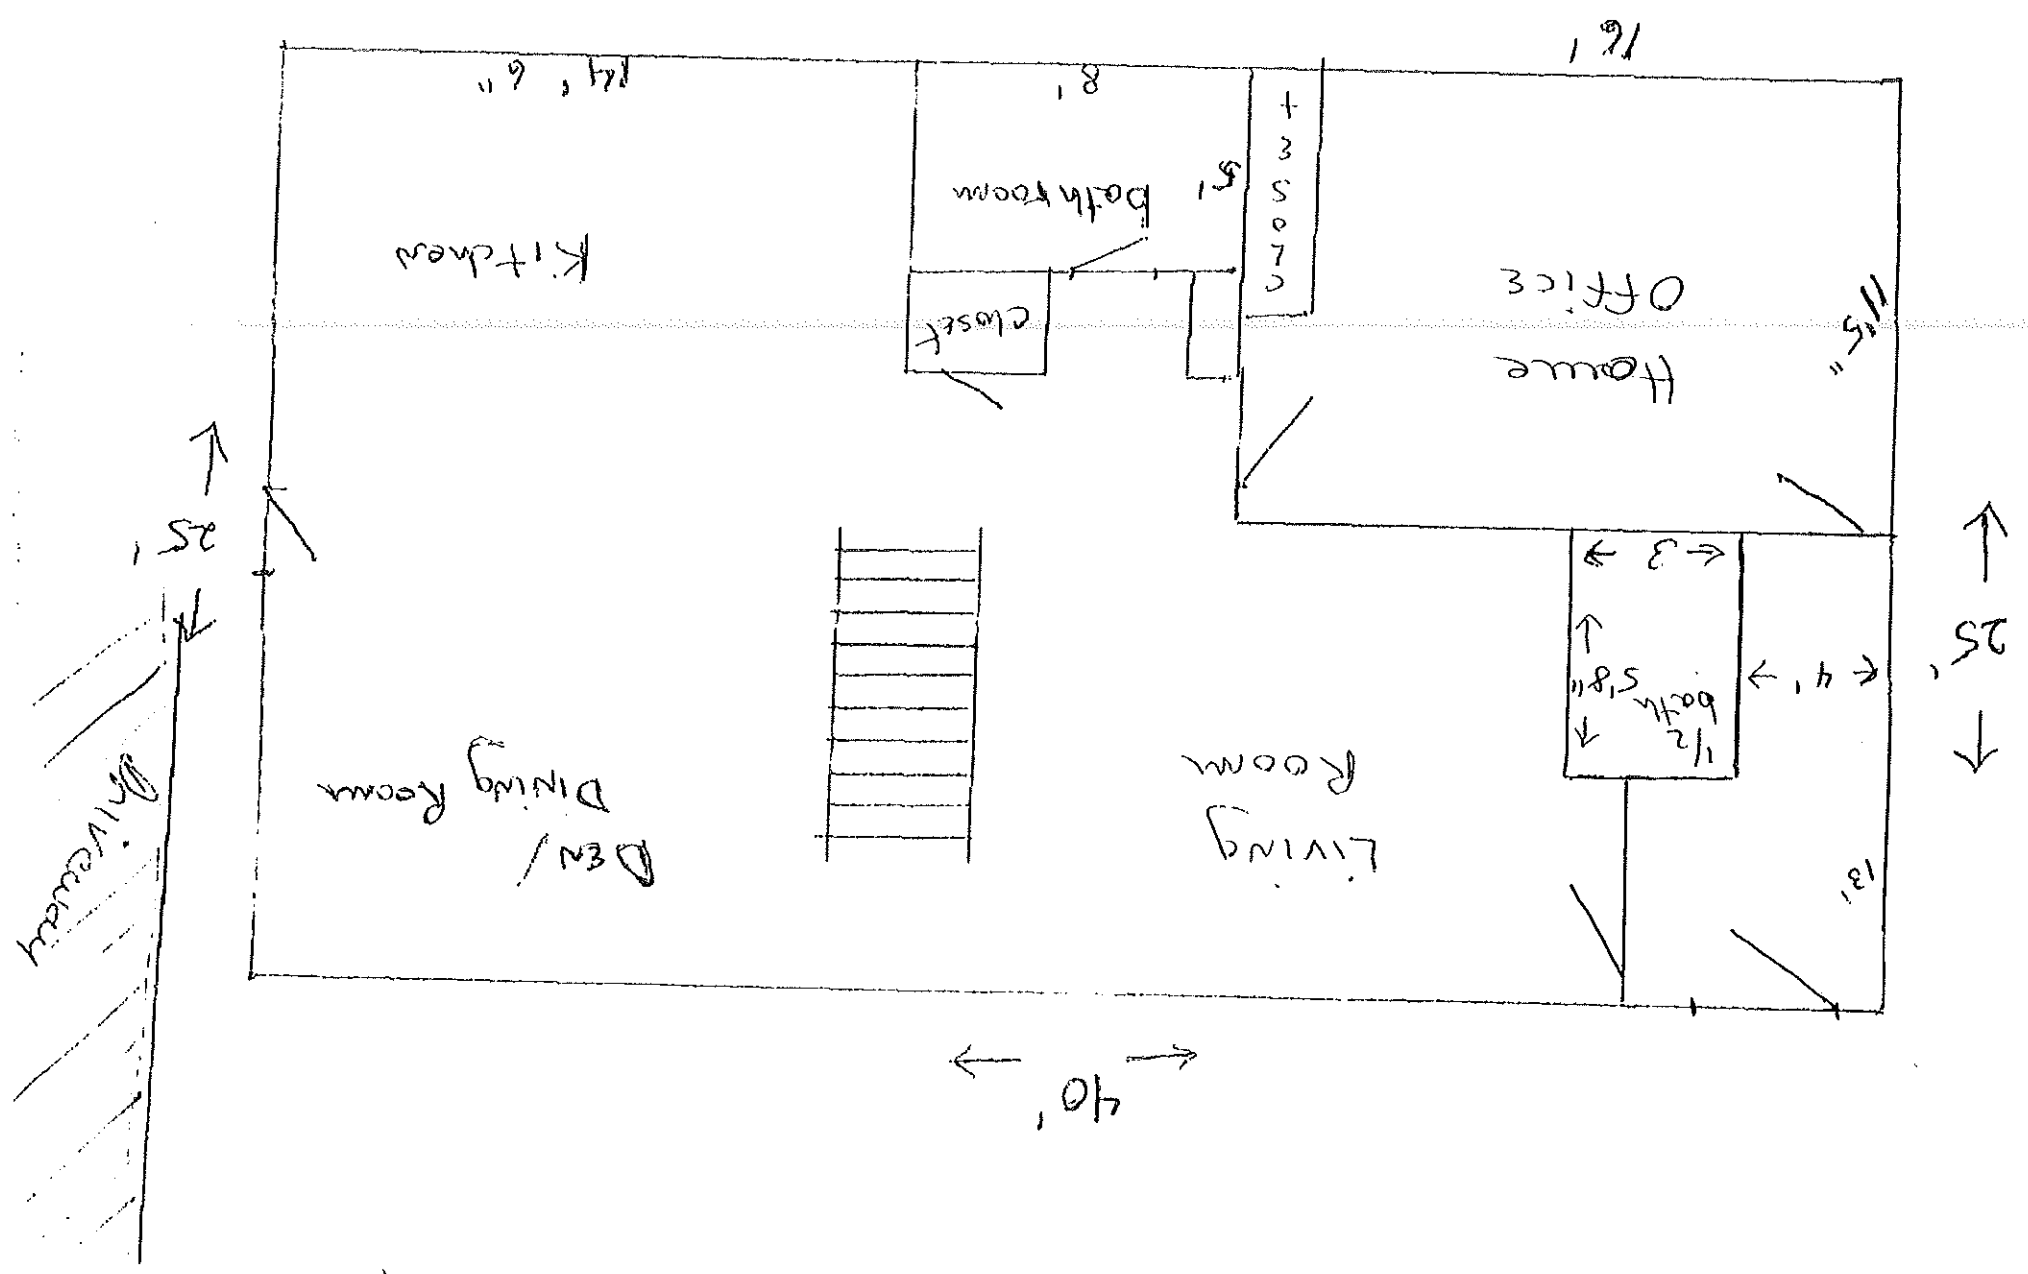 40'
13'
Living
Room
DEN/
Dining Room
Driveway
1/2
bath
5'8"
4'
25'
3
25'
Home
Office
11'5"
closet
Kitchen
CLOSEt
bathroom
5'
16'
8'
14' 6"